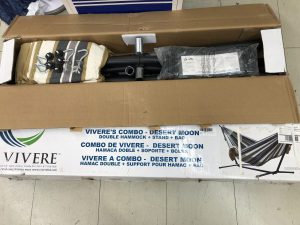 VIVERE
VIVERE'S COMBO - DESERT MOON
DOUBLE HAMMOCK + STAND + BAG
COMBO DE VIVERE - DESERT MOON
HAMACA DOBLE + SOPORTE + BOLSA
VIVERE A COMBO - DESERT MOON
HAMAC DOUBLE + SUPPORT POUR HAMAC + SAC